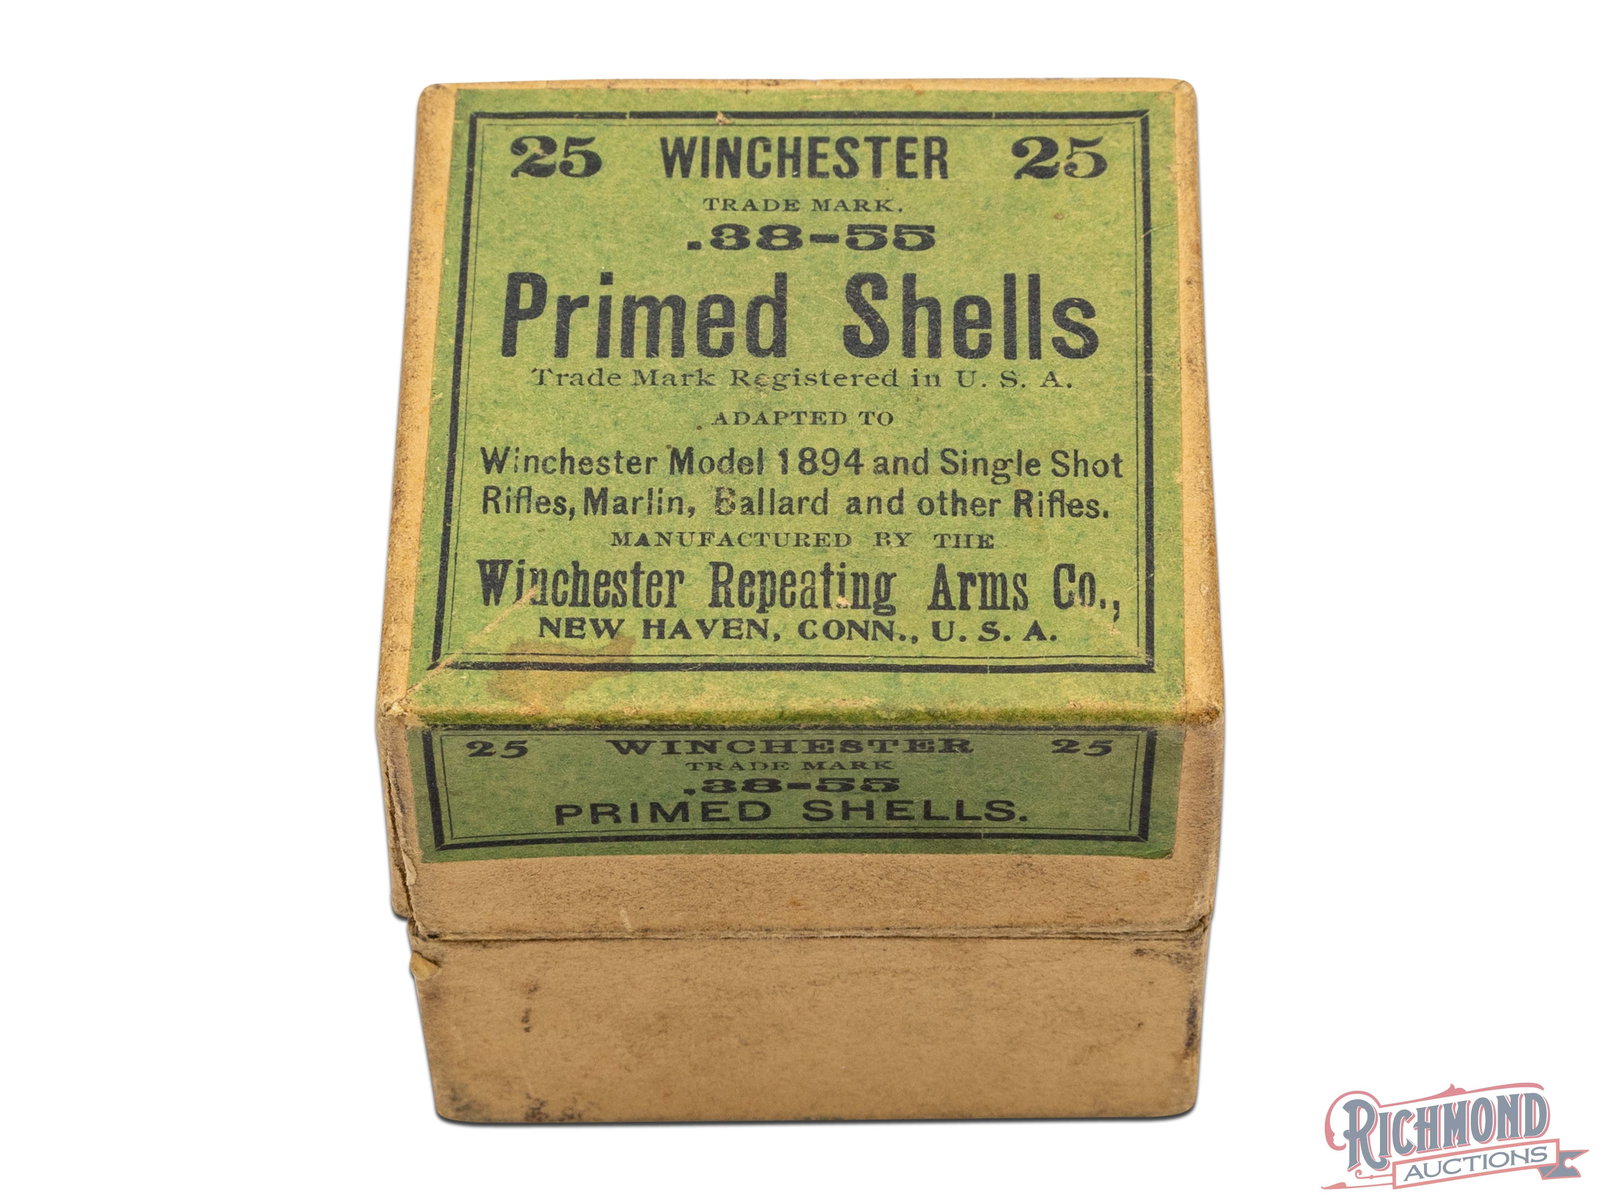 25 WINCHESTER 25
TRADE MARK.
.38-55
Primed Shells
Trade Mark Registered in U. S. A.
ADAPTED TO
Winchester Model 1894 and Single Shot
Rifles, Marlin, Ballard and other Rifles.
MANUFACTURED BY THE
Winchester Repeating Arms Co.,
NEW HAVEN, CONN., U. S. A.
25 WINCHESTER 25
TRADE MARK
.38-55
PRIMED SHELLS.
RICHMOND
AUCTIONS